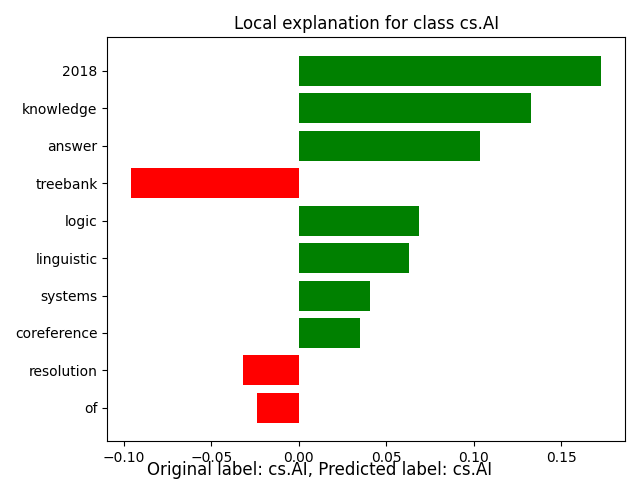 Local explanation for class cs.AI
2018
knowledge
answer
treebank
logic
linguistic
systems
coreference
resolution
of
−0.10 −0.05 0.00 0.05 0.10 0.15
Original label: cs.AI, Predicted label: cs.AI